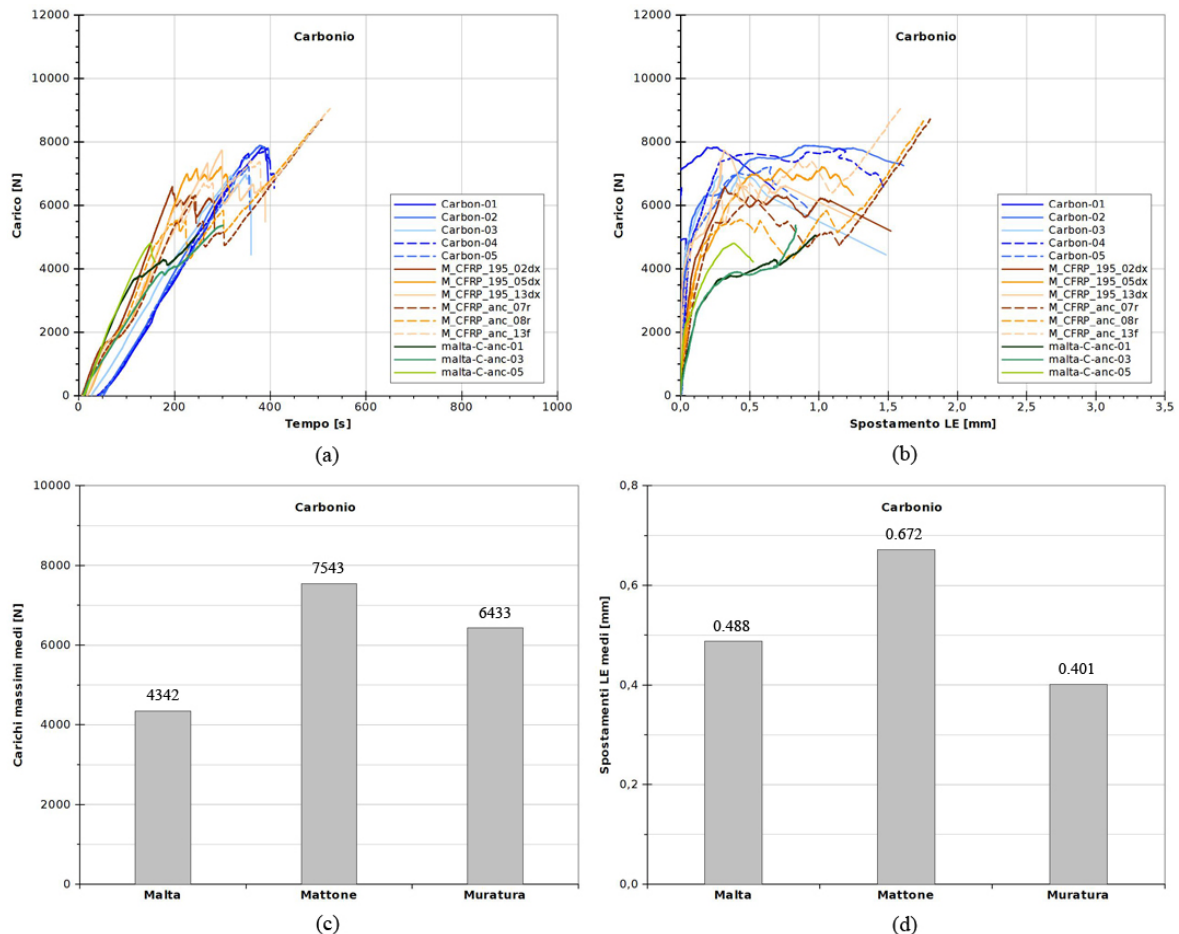 12000
10000
8000
6000
4000
2000
0
Carico [N]
Carbonio
Carbon-01
Carbon-02
Carbon-03
Carbon-04
Carbon-05
M_CFRP_195_02dx
M_CFRP_195_05dx
M_CFRP_195_13dx
M_CFRP_anc_07r
M_CFRP_anc_08r
M_CFRP_anc_13f
malta-C-anc-01
malta-C-anc-03
malta-C-anc-05
0 200 400 600 800 1000
Tempo [s]
(a)
12000
10000
8000
6000
4000
2000
0
Carico [N]
Carbonio
Carbon-01
Carbon-02
Carbon-03
Carbon-04
Carbon-05
M_CFRP_195_02dx
M_CFRP_195_05dx
M_CFRP_195_13dx
M_CFRP_anc_07r
M_CFRP_anc_08r
M_CFRP_anc_13f
malta-C-anc-01
malta-C-anc-03
malta-C-anc-05
0,0 0,5 1,0 1,5 2,0 2,5 3,0 3,5
Spostamento LE [mm]
(b)
10000
8000
6000
4000
2000
0
Carichi massimi medi [N]
Carbonio
4342
7543
6433
Malta Mattone Muratura
(c)
0,8
0,6
0,4
0,2
0,0
Spostamenti LE medi [mm]
Carbonio
0.488
0.672
0.401
Malta Mattone Muratura
(d)